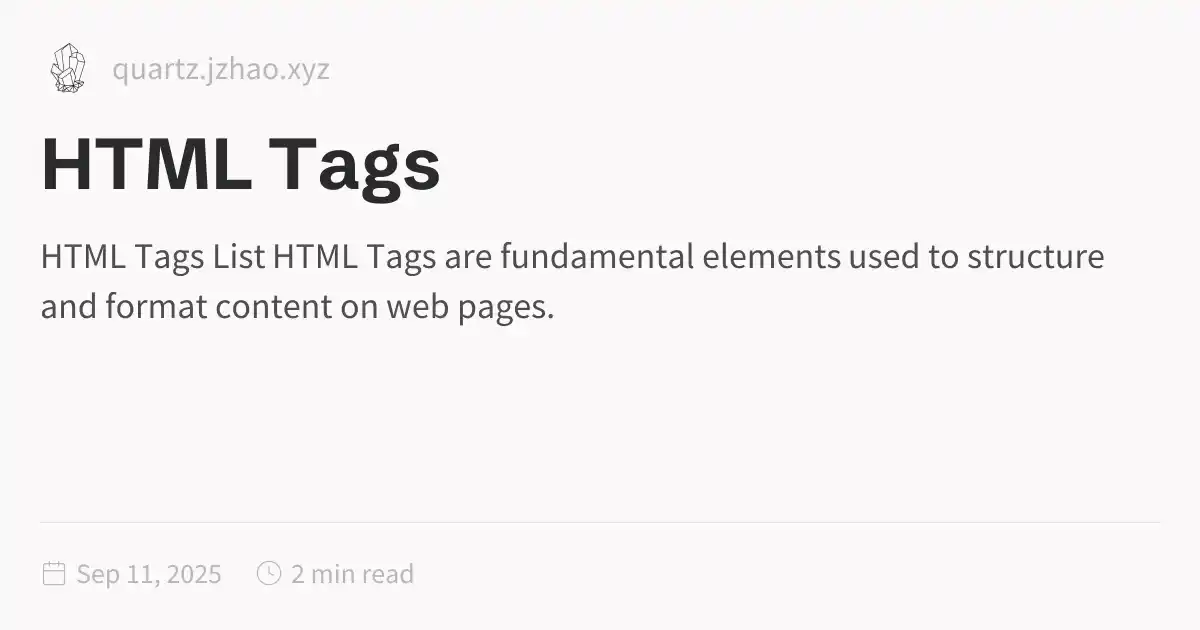 quartz.jzhao.xyz
HTML Tags
HTML Tags List HTML Tags are fundamental elements used to structure
and format content on web pages.
Sep 11, 2025 2 min read